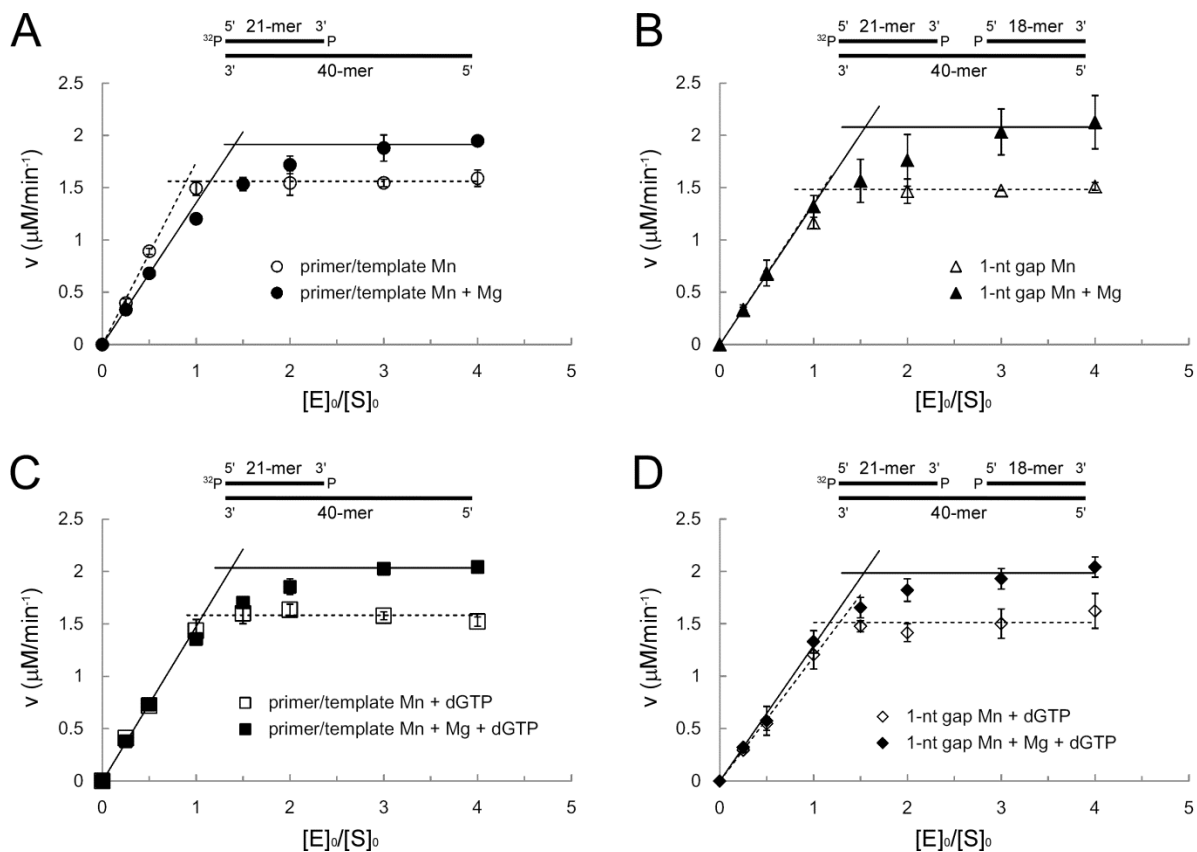 A
5' 21-mer 3'
³²P P
3' 5'
40-mer
2.5
2
1.5
1
0.5
0
v (µM/min⁻¹)
primer/template Mn
primer/template Mn + Mg
0 1 2 3 4 5
[E]₀/[S]₀
B
5' 21-mer 3' 5' 18-mer 3'
³²P P P
3' 5'
40-mer
2.5
2
1.5
1
0.5
0
v (µM/min⁻¹)
1-nt gap Mn
1-nt gap Mn + Mg
0 1 2 3 4 5
[E]₀/[S]₀
C
5' 21-mer 3'
³²P P
3' 5'
40-mer
2.5
2
1.5
1
0.5
0
v (µM/min⁻¹)
primer/template Mn + dGTP
primer/template Mn + Mg + dGTP
0 1 2 3 4 5
[E]₀/[S]₀
D
5' 21-mer 3' 5' 18-mer 3'
³²P P P
3' 5'
40-mer
2.5
2
1.5
1
0.5
0
v (µM/min⁻¹)
1-nt gap Mn + dGTP
1-nt gap Mn + Mg + dGTP
0 1 2 3 4 5
[E]₀/[S]₀